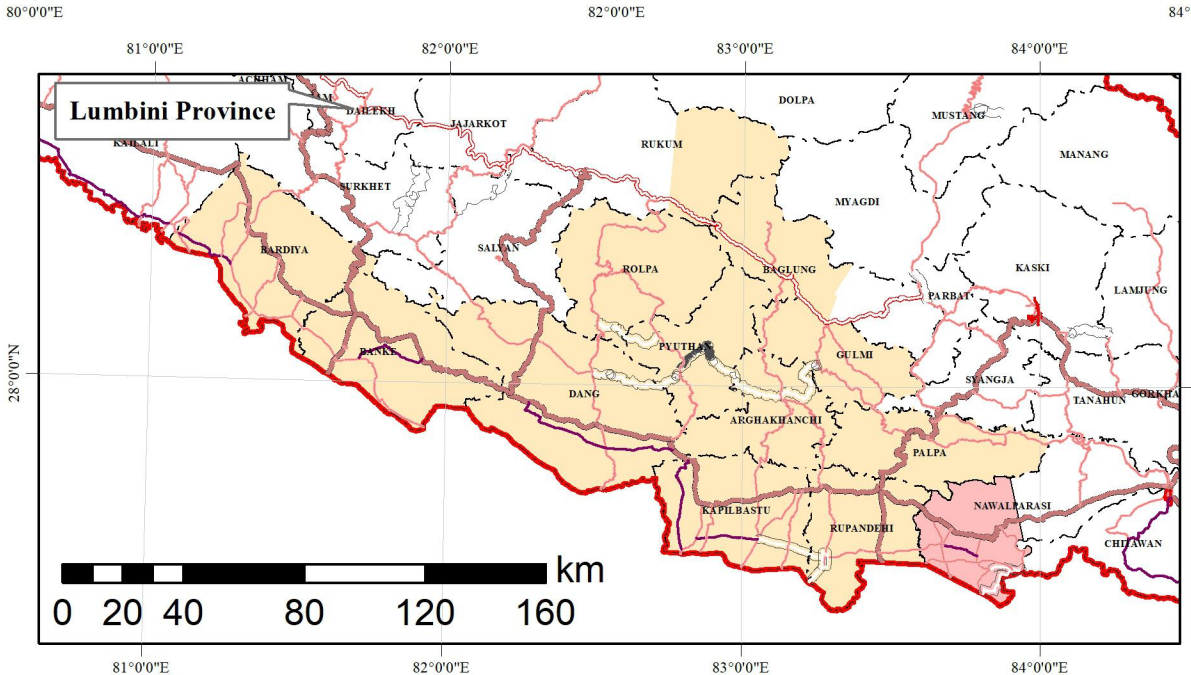 80°0'0"E 82°0'0"E 84°
81°0'0"E 82°0'0"E 83°0'0"E 84°0'0"E
ACHHAM
Lumbini Province
DAILEKH
DOLPA
MUSTANG
JAJARKOT
KAILALI
RUKUM
MANANG
SURKHET
MYAGDI
BARDIYA
SALYAN
ROLPA
BAGLUNG
KASKI
PARBAT
LAMJUNG
BANKE
PYUTHAN
GULMI
28°0'0"N
SYANGJA
DANG
TANAHUN
GORKHA
ARGHAKHANCHI
PALPA
KAPILBASTU
NAWALPARASI
RUPANDEHI
CHITAWAN
km
0 20 40 80 120 160
81°0'0"E 82°0'0"E 83°0'0"E 84°0'0"E